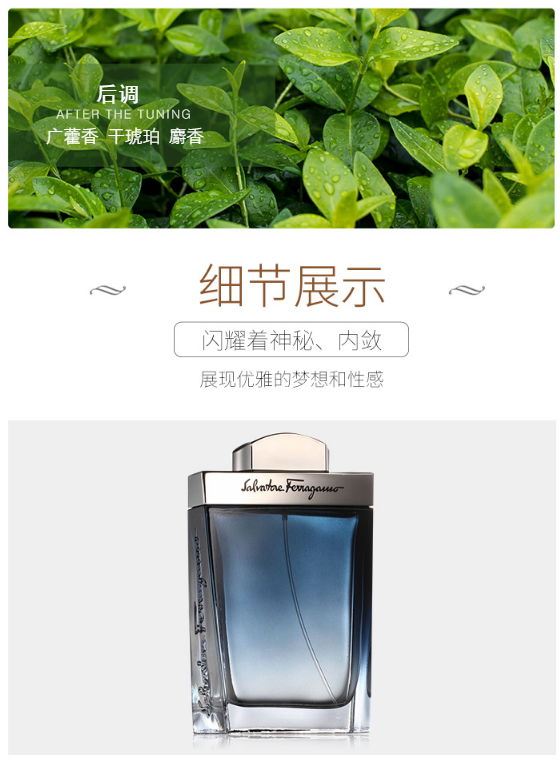 后调
AFTER THE TUNING
广藿香 干琥珀 麝香
细节展示
闪耀着神秘、内敛
展现优雅的梦想和性感
Salvatore Ferragamo
Salvatore Ferragamo